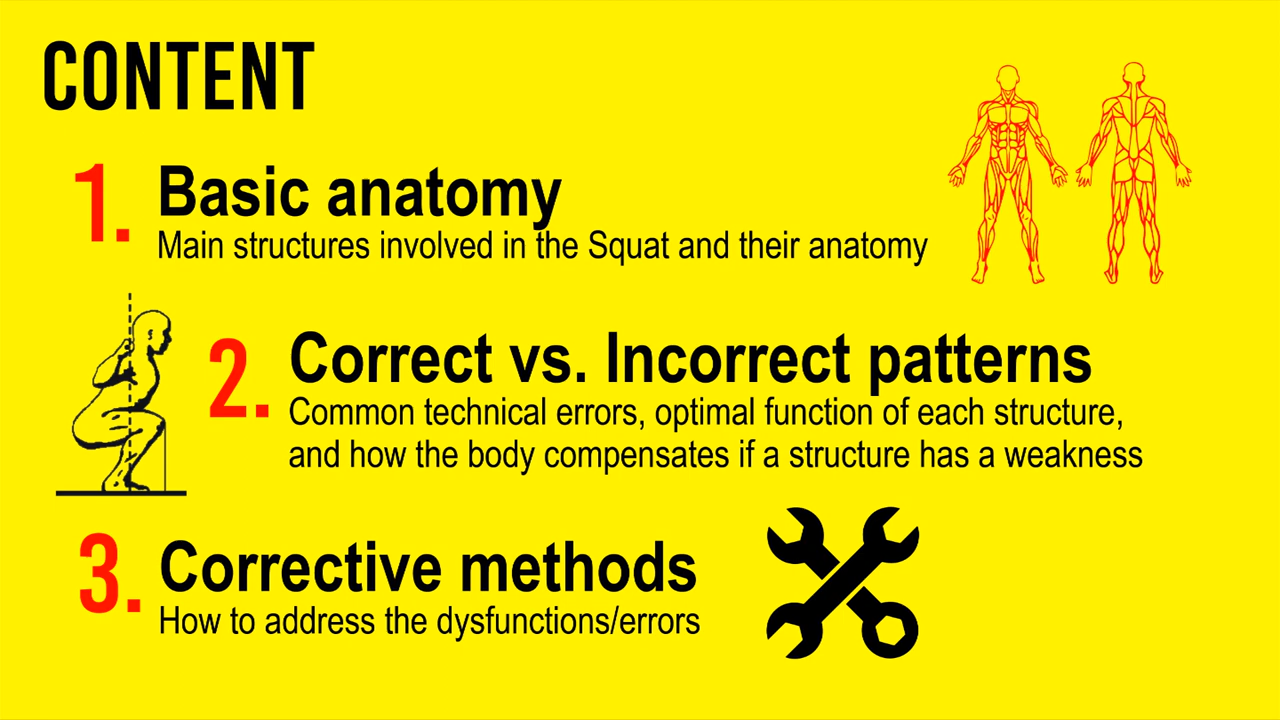 CONTENT
1. Basic anatomy
Main structures involved in the Squat and their anatomy
2. Correct vs. Incorrect patterns
Common technical errors, optimal function of each structure,
and how the body compensates if a structure has a weakness
3. Corrective methods
How to address the dysfunctions/errors